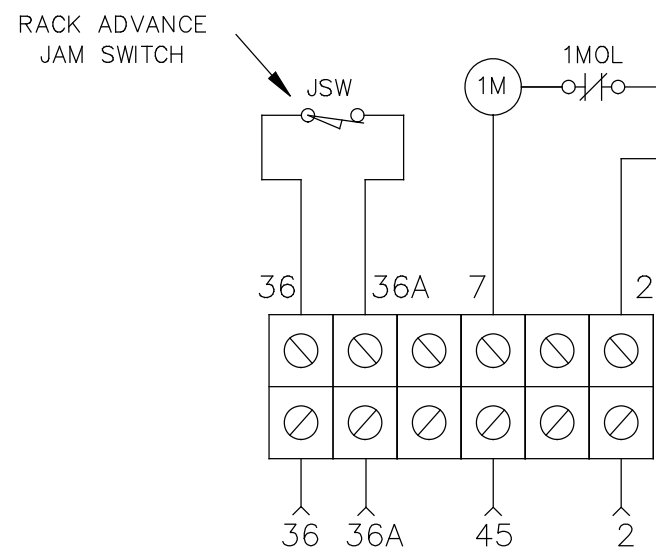 RACK ADVANCE
JAM SWITCH
JSW
1M
1MOL
36
36A
7
2
36
36A
45
2